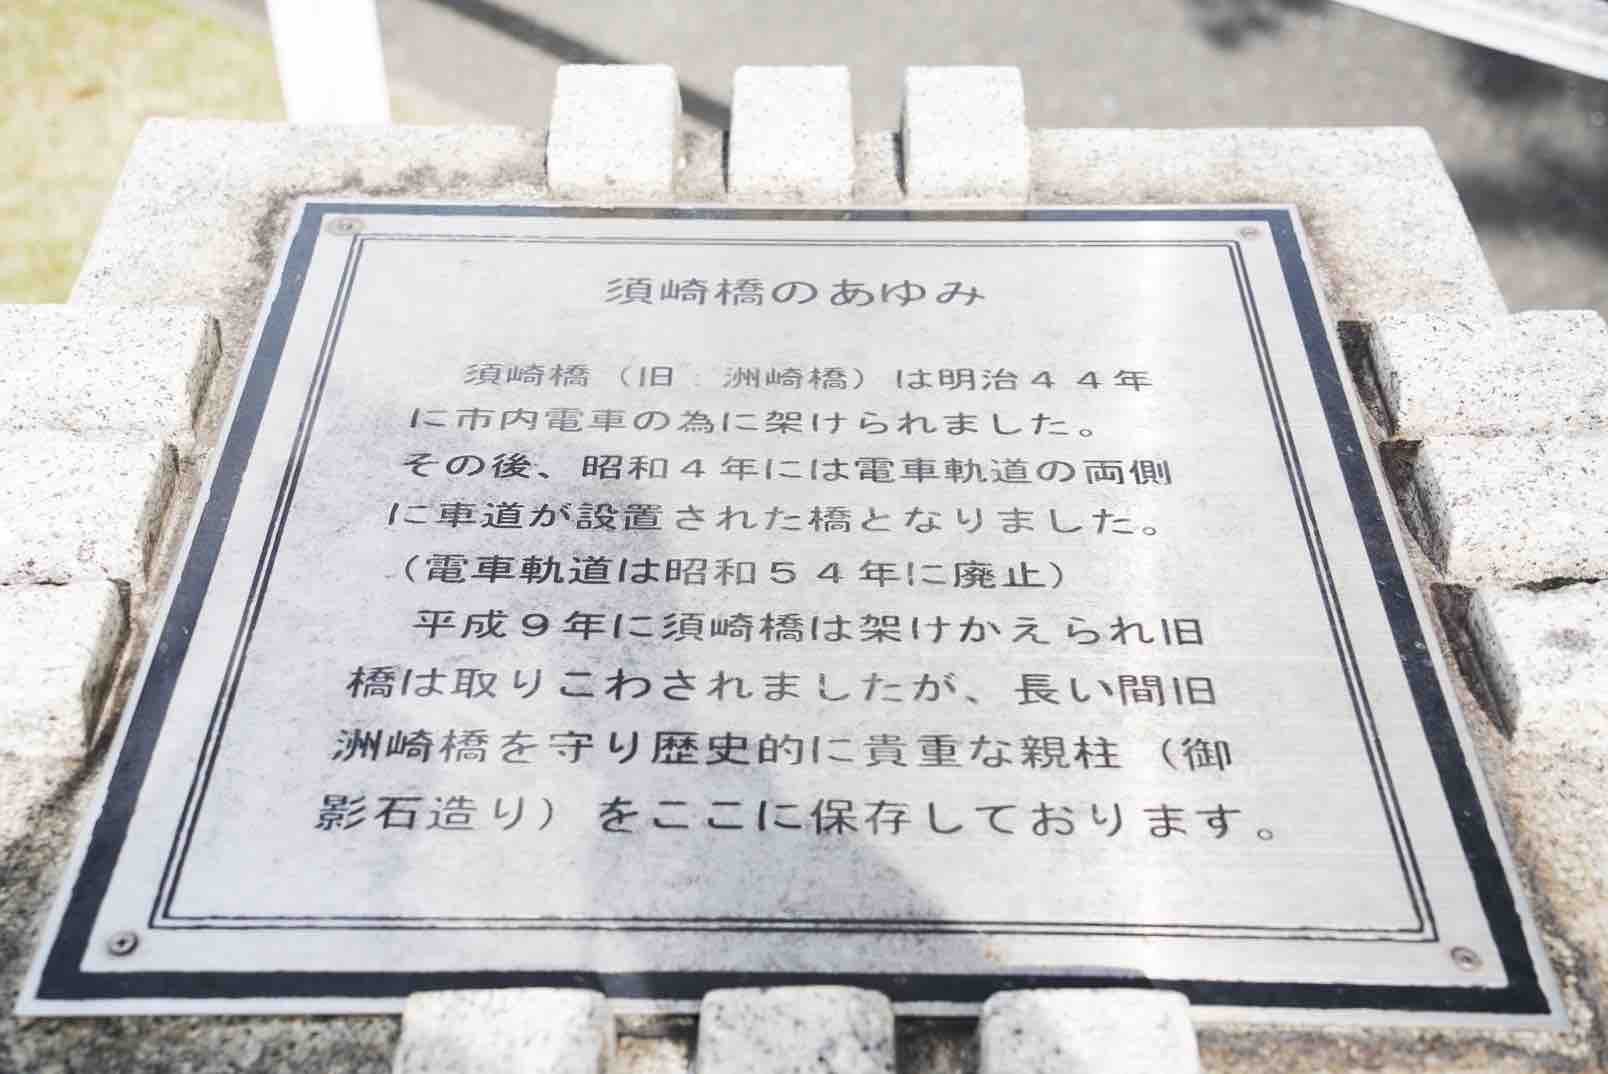 須崎橋のあゆみ
須崎橋（旧：洲崎橋）は明治４４年
に市内電車の為に架けられました。
その後、昭和４年には電車軌道の両側
に車道が設置された橋となりました。
（電車軌道は昭和５４年に廃止）
平成９年に須崎橋は架けかえられ旧
橋は取りこわされましたが、長い間旧
洲崎橋を守り歴史的に貴重な親柱（御
影石造り）をここに保存しております。